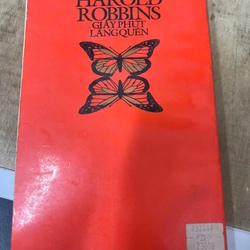 HAROLD
ROBBINS
GIÂY PHÚT
LÃNG QUÊN